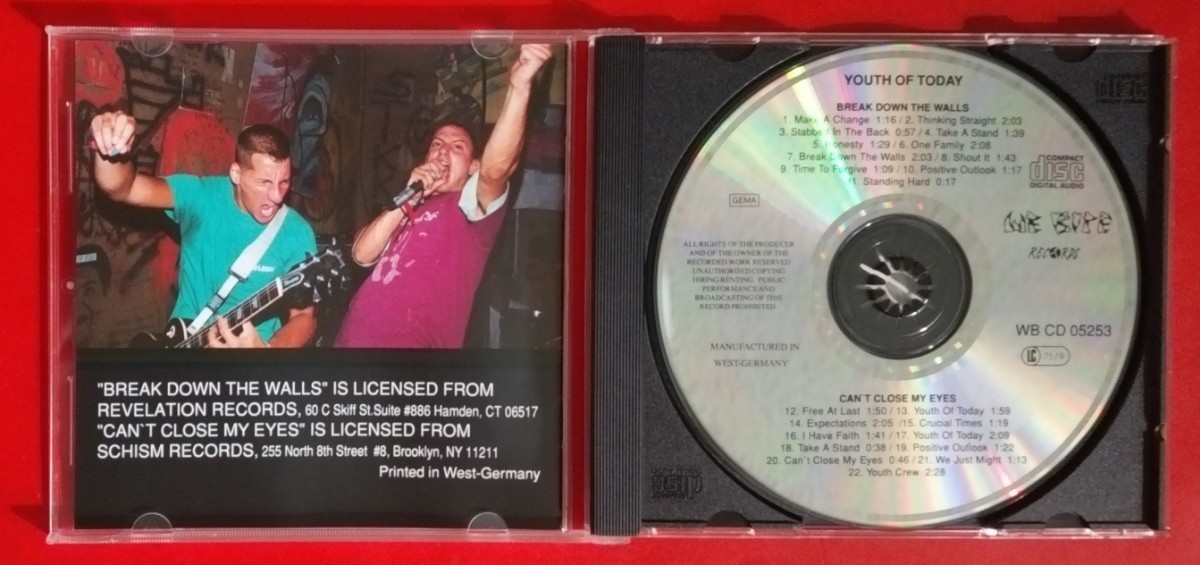 "BREAK DOWN THE WALLS" IS LICENSED FROM
REVELATION RECORDS, 60 C Skiff St.Suite #886 Hamden, CT 06517
"CAN`T CLOSE MY EYES" IS LICENSED FROM
SCHISM RECORDS, 255 North 8th Street #8, Brooklyn, NY 11211
Printed in West-Germany
YOUTH OF TODAY
BREAK DOWN THE WALLS
1. Make A Change 1:16 / 2. Thinking Straight 2:03
3. Stabbed In The Back 0:57 / 4. Take A Stand 1:39
5. Honesty 1:29 / 6. One Family 2:08
7. Break Down The Walls 2:03 / 8. Shout It 1:43
9. Time To Forgive 1:09 / 10. Positive Outlook 1:17
11. Standing Hard 0:17
COMPACT
disc
DIGITAL AUDIO
GEMA
WE BITE
RECORDS
ALL RIGHTS OF THE PRODUCER
AND OF THE OWNER OF THE
RECORDED WORK RESERVED
UNAUTHORISED COPYING
HIRING RENTING PUBLIC
PERFORMANCE AND
BROADCASTING OF THIS
RECORD PROHIBITED
MANUFACTURED IN
WEST-GERMANY
WB CD 05253
LC
CAN`T CLOSE MY EYES
12. Free At Last 1:50 / 13. Youth Of Today 1:59
14. Expectations 2:05 /15. Crucial Times 1:19
16. I Have Faith 1:41 / 17. Youth Of Today 2:09
18. Take A Stand 0:38 / 19. Positive Outlook 1:22
20. Can`t Close My Eyes 0:46 / 21. We Just Might 1:13
22. Youth Crew 2:28
disc